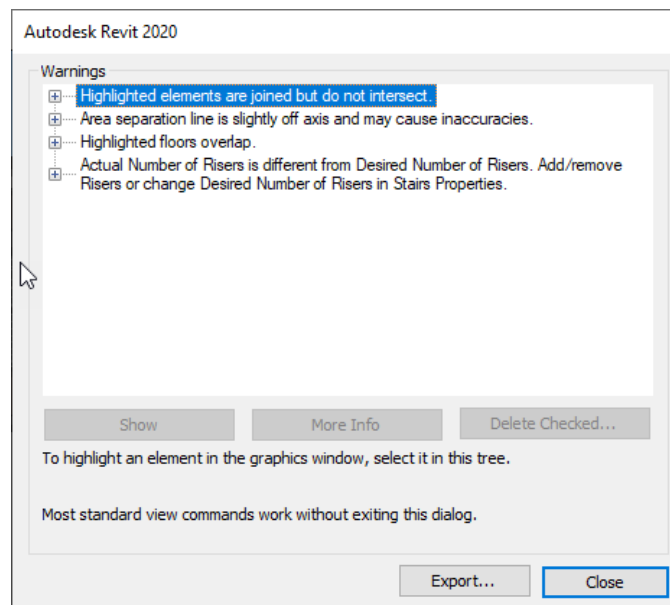 Autodesk Revit 2020
Warnings
Highlighted elements are joined but do not intersect.
Area separation line is slightly off axis and may cause inaccuracies.
Highlighted floors overlap.
Actual Number of Risers is different from Desired Number of Risers. Add/remove
Risers or change Desired Number of Risers in Stairs Properties.
Show More Info Delete Checked...
To highlight an element in the graphics window, select it in this tree.
Most standard view commands work without exiting this dialog.
Export... Close